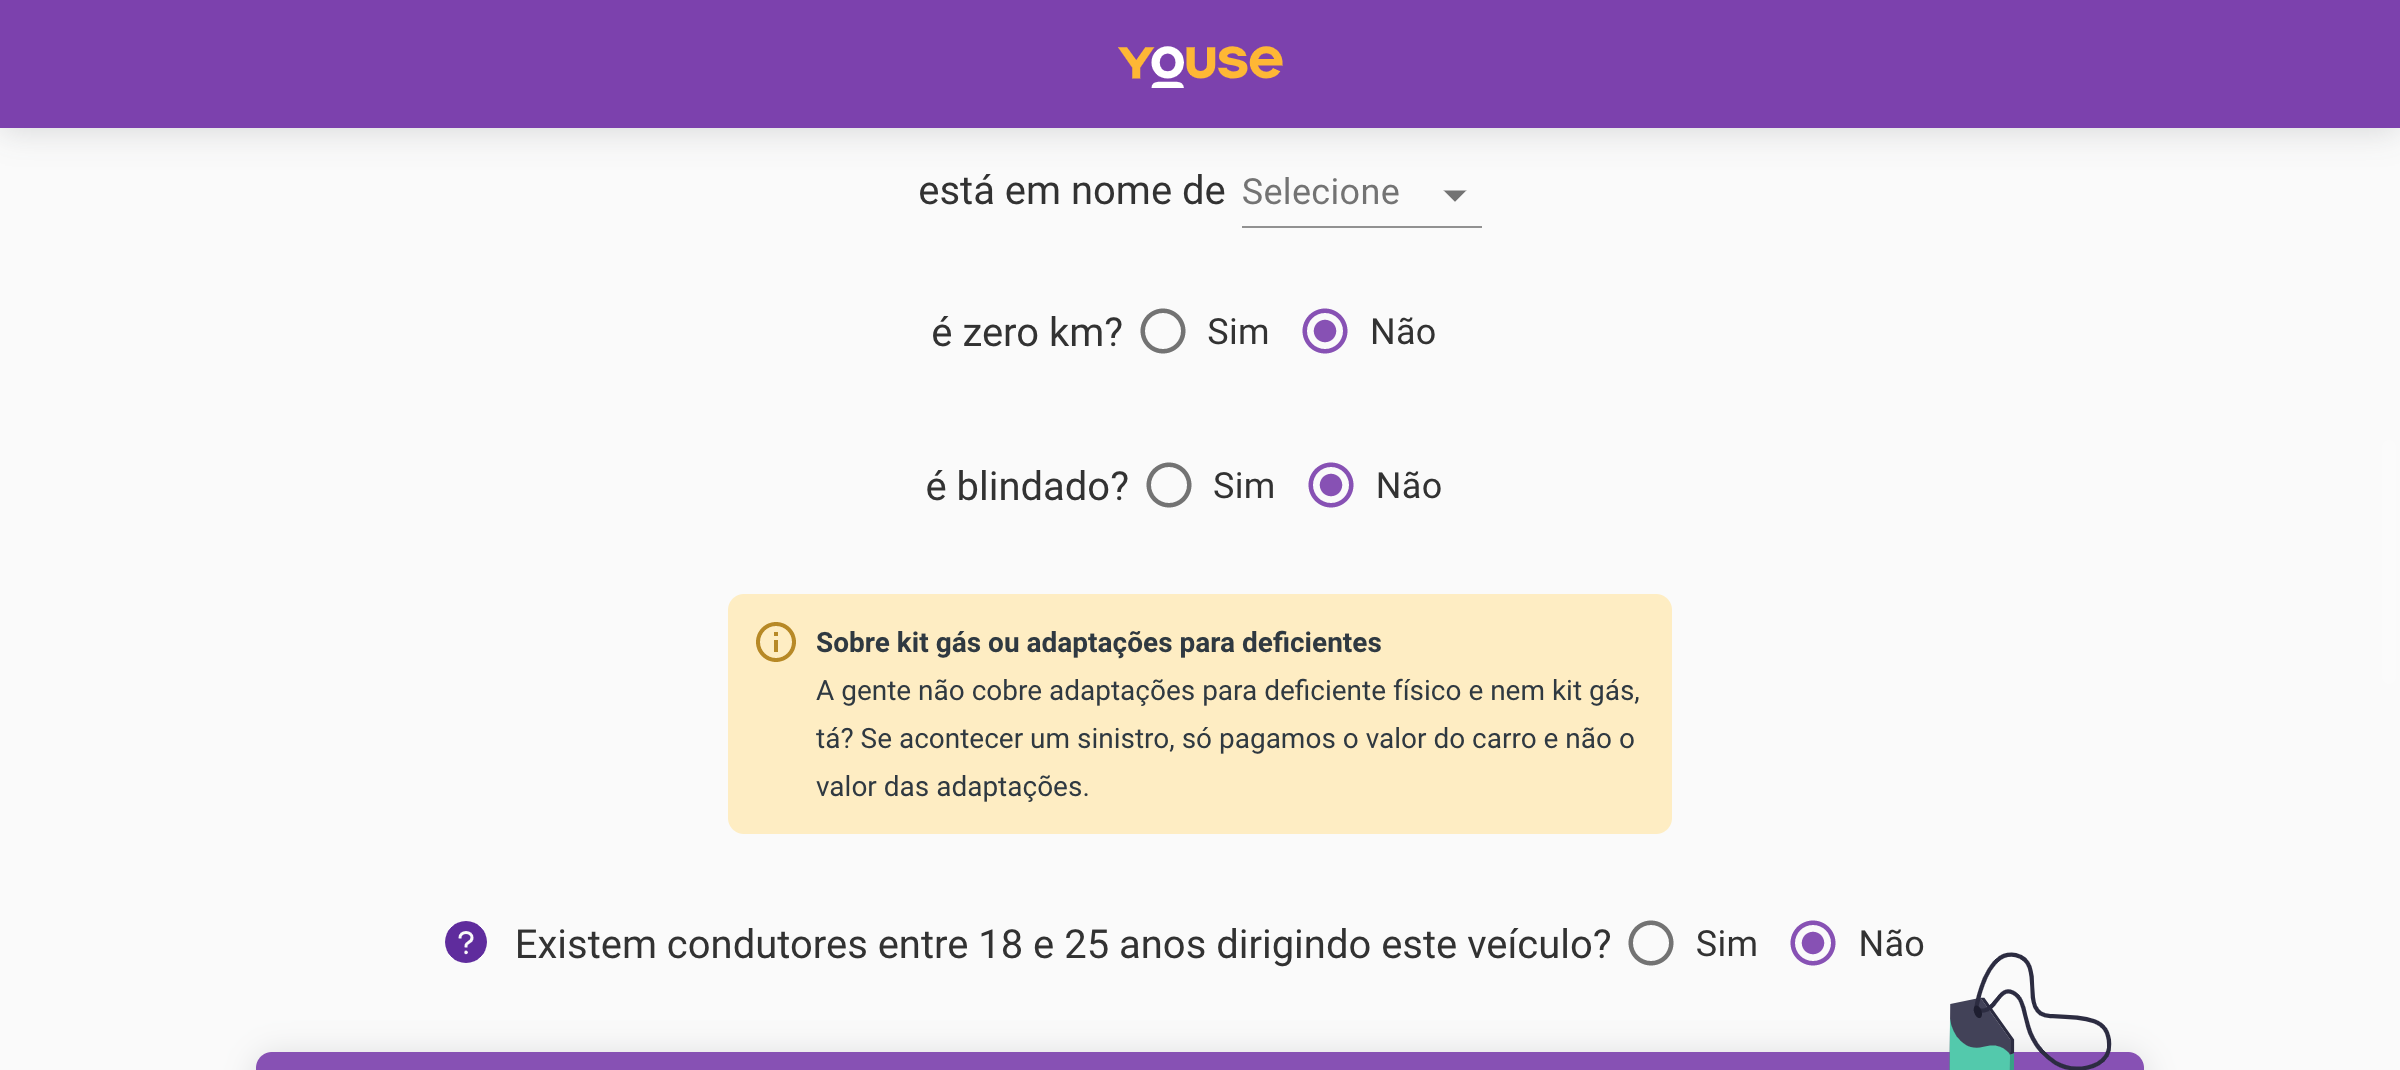 YOUSE
está em nome de Selecione
é zero km? Sim Não
é blindado? Sim Não
Sobre kit gás ou adaptações para deficientes
A gente não cobre adaptações para deficiente físico e nem kit gás,
tá? Se acontecer um sinistro, só pagamos o valor do carro e não o
valor das adaptações.
? Existem condutores entre 18 e 25 anos dirigindo este veículo? Sim Não